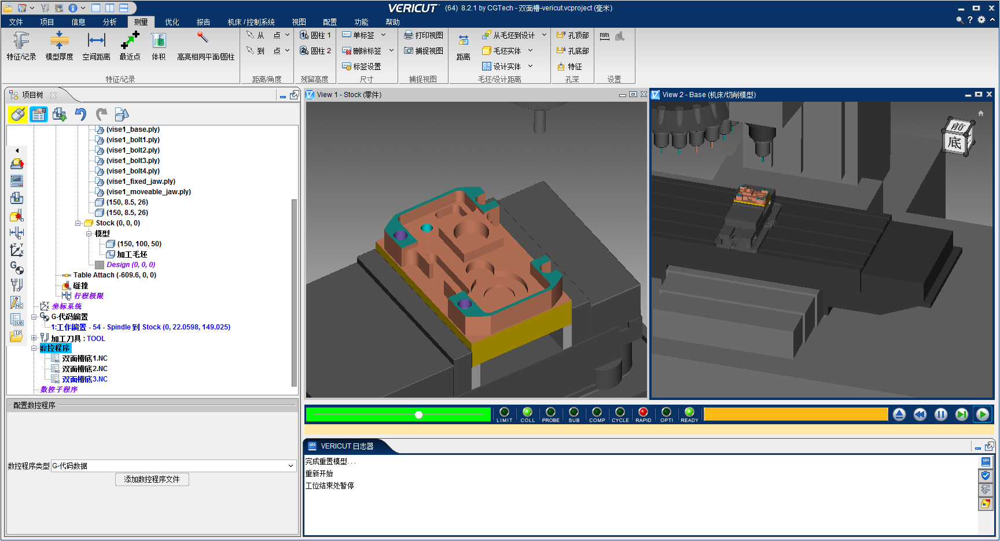 VERICUT (64) 8.2.1 by CGTech - 双面槽-vericut.vcproject (毫米)
文件 项目 信息 分析 测量 优化 报告 机床 / 控制系统 视图 配置 功能 帮助
特征/记录 模型厚度 空间距离 最近点 体积 高亮相同平面/圆柱
特征/记录
从 点
到 点
距离/角度
圆柱 1
圆柱 2
残留高度
单标签
删除标签
标签设置
尺寸
打印视图
捕捉视图
捕捉视图
距离
从毛坯到设计
毛坯实体
设计实体
毛坯/设计距离
孔顶部
孔底部
特征
孔深
mm
设置
项目树
(vise1_base.ply)
(vise1_bolt1.ply)
(vise1_bolt2.ply)
(vise1_bolt3.ply)
(vise1_bolt4.ply)
(vise1_fixed_jaw.ply)
(vise1_moveable_jaw.ply)
(150, 8.5, 26)
(150, 8.5, 26)
Stock (0, 0, 0)
模型
(150, 100, 50)
加工毛坯
Design (0, 0, 0)
Table Attach (-609.6, 0, 0)
碰撞
行程极限
坐标系统
G-代码偏置
1:工作偏置 - 54 - Spindle 到 Stock (0, 22.0598, 149.025)
加工刀具 : TOOL
数控程序
双面槽底1.NC
双面槽底2.NC
双面槽底3.NC
数控子程序
配置数控程序
数控程序类型 G-代码数据
添加数控程序文件
View 1 - Stock (零件)
View 2 - Base (机床/切削模型)
前
底
LIMIT COLL PROBE SUB COMP CYCLE RAPID OPTI READY
VERICUT 日志器
完成重置模型...
重新开始
工位结束处暂停